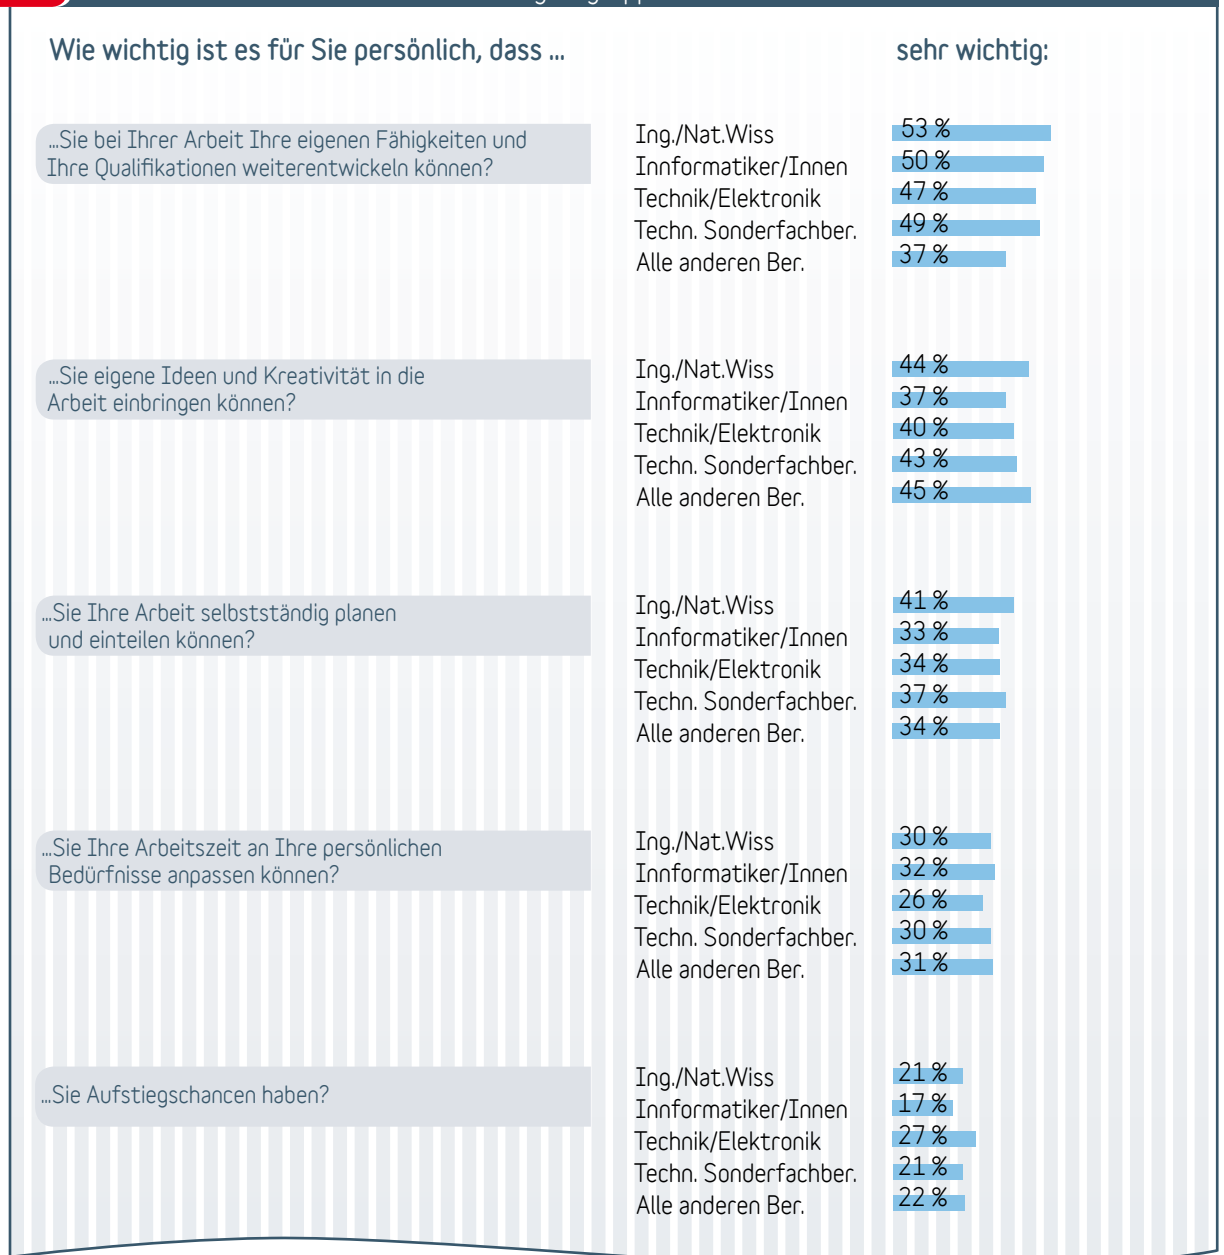 Wie wichtig ist es für Sie persönlich, dass ...
sehr wichtig:
...Sie bei Ihrer Arbeit Ihre eigenen Fähigkeiten und
Ihre Qualifikationen weiterentwickeln können?
Ing./Nat.Wiss 53 %
Innformatiker/Innen 50 %
Technik/Elektronik 47 %
Techn. Sonderfachber. 49 %
Alle anderen Ber. 37 %
...Sie eigene Ideen und Kreativität in die
Arbeit einbringen können?
Ing./Nat.Wiss 44 %
Innformatiker/Innen 37 %
Technik/Elektronik 40 %
Techn. Sonderfachber. 43 %
Alle anderen Ber. 45 %
...Sie Ihre Arbeit selbstständig planen
und einteilen können?
Ing./Nat.Wiss 41 %
Innformatiker/Innen 33 %
Technik/Elektronik 34 %
Techn. Sonderfachber. 37 %
Alle anderen Ber. 34 %
...Sie Ihre Arbeitszeit an Ihre persönlichen
Bedürfnisse anpassen können?
Ing./Nat.Wiss 30 %
Innformatiker/Innen 32 %
Technik/Elektronik 26 %
Techn. Sonderfachber. 30 %
Alle anderen Ber. 31 %
...Sie Aufstiegschancen haben?
Ing./Nat.Wiss 21 %
Innformatiker/Innen 17 %
Technik/Elektronik 27 %
Techn. Sonderfachber. 21 %
Alle anderen Ber. 22 %